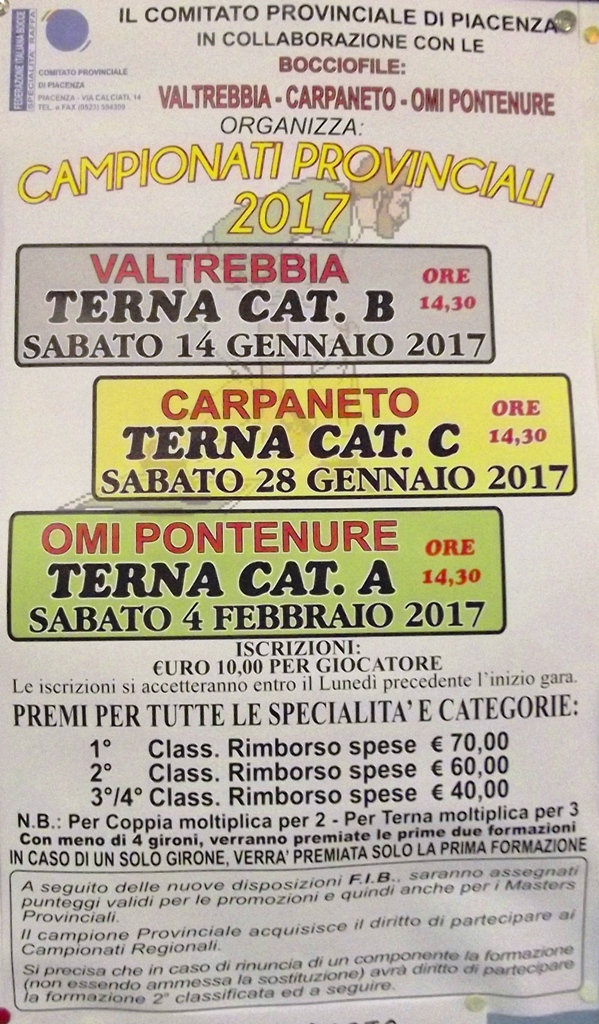 IL COMITATO PROVINCIALE DI PIACENZA
IN COLLABORAZIONE CON LE
BOCCIOFILE:
VALTREBBIA - CARPANETO - OMI PONTENURE
ORGANIZZA:
FEDERAZIONE ITALIANA BOCCE
SPECIALITÀ RAFFA
COMITATO PROVINCIALE
DI PIACENZA
PIACENZA - VIA CALCIATI, 14
TEL. e FAX (0523)
CAMPIONATI PROVINCIALI
2017
VALTREBBIA
ORE
TERNA CAT. B
14,30
SABATO 14 GENNAIO 2017
CARPANETO
ORE
TERNA CAT. C
14,30
SABATO 28 GENNAIO 2017
OMI PONTENURE
ORE
TERNA CAT. A
14,30
SABATO 4 FEBBRAIO 2017
ISCRIZIONI:
€URO 10,00 PER GIOCATORE
Le iscrizioni si accetteranno entro il Lunedì precedente l'inizio gara.
PREMI PER TUTTE LE SPECIALITA' E CATEGORIE:
1° Class. Rimborso spese € 70,00
2° Class. Rimborso spese € 60,00
3°/4° Class. Rimborso spese € 40,00
N.B.: Per Coppia moltiplica per 2 - Per Terna moltiplica per 3
Con meno di 4 gironi, verranno premiate le prime due formazioni
IN CASO DI UN SOLO GIRONE, VERRA' PREMIATA SOLO LA PRIMA FORMAZIONE
A seguito delle nuove disposizioni F.I.B., saranno assegnati
punteggi validi per le promozioni e quindi anche per i Masters
Provinciali.
Il campione Provinciale acquisisce il diritto di partecipare ai
Campionati Regionali.
Si precisa che in caso di rinuncia di un componente la formazione
(non essendo ammessa la sostituzione) avrà diritto di partecipare
la formazione 2° classificata ed a seguire.